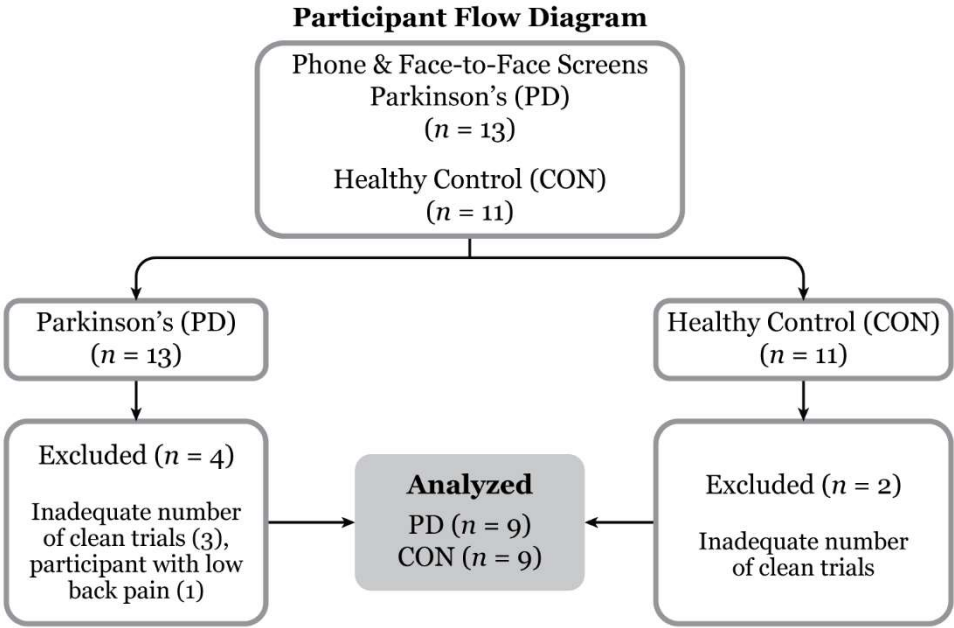 Participant Flow Diagram
Phone & Face-to-Face Screens
Parkinson’s (PD)
(n = 13)
Healthy Control (CON)
(n = 11)
Parkinson’s (PD)
(n = 13)
Healthy Control (CON)
(n = 11)
Excluded (n = 4)
Inadequate number
of clean trials (3),
participant with low
back pain (1)
Analyzed
PD (n = 9)
CON (n = 9)
Excluded (n = 2)
Inadequate number
of clean trials